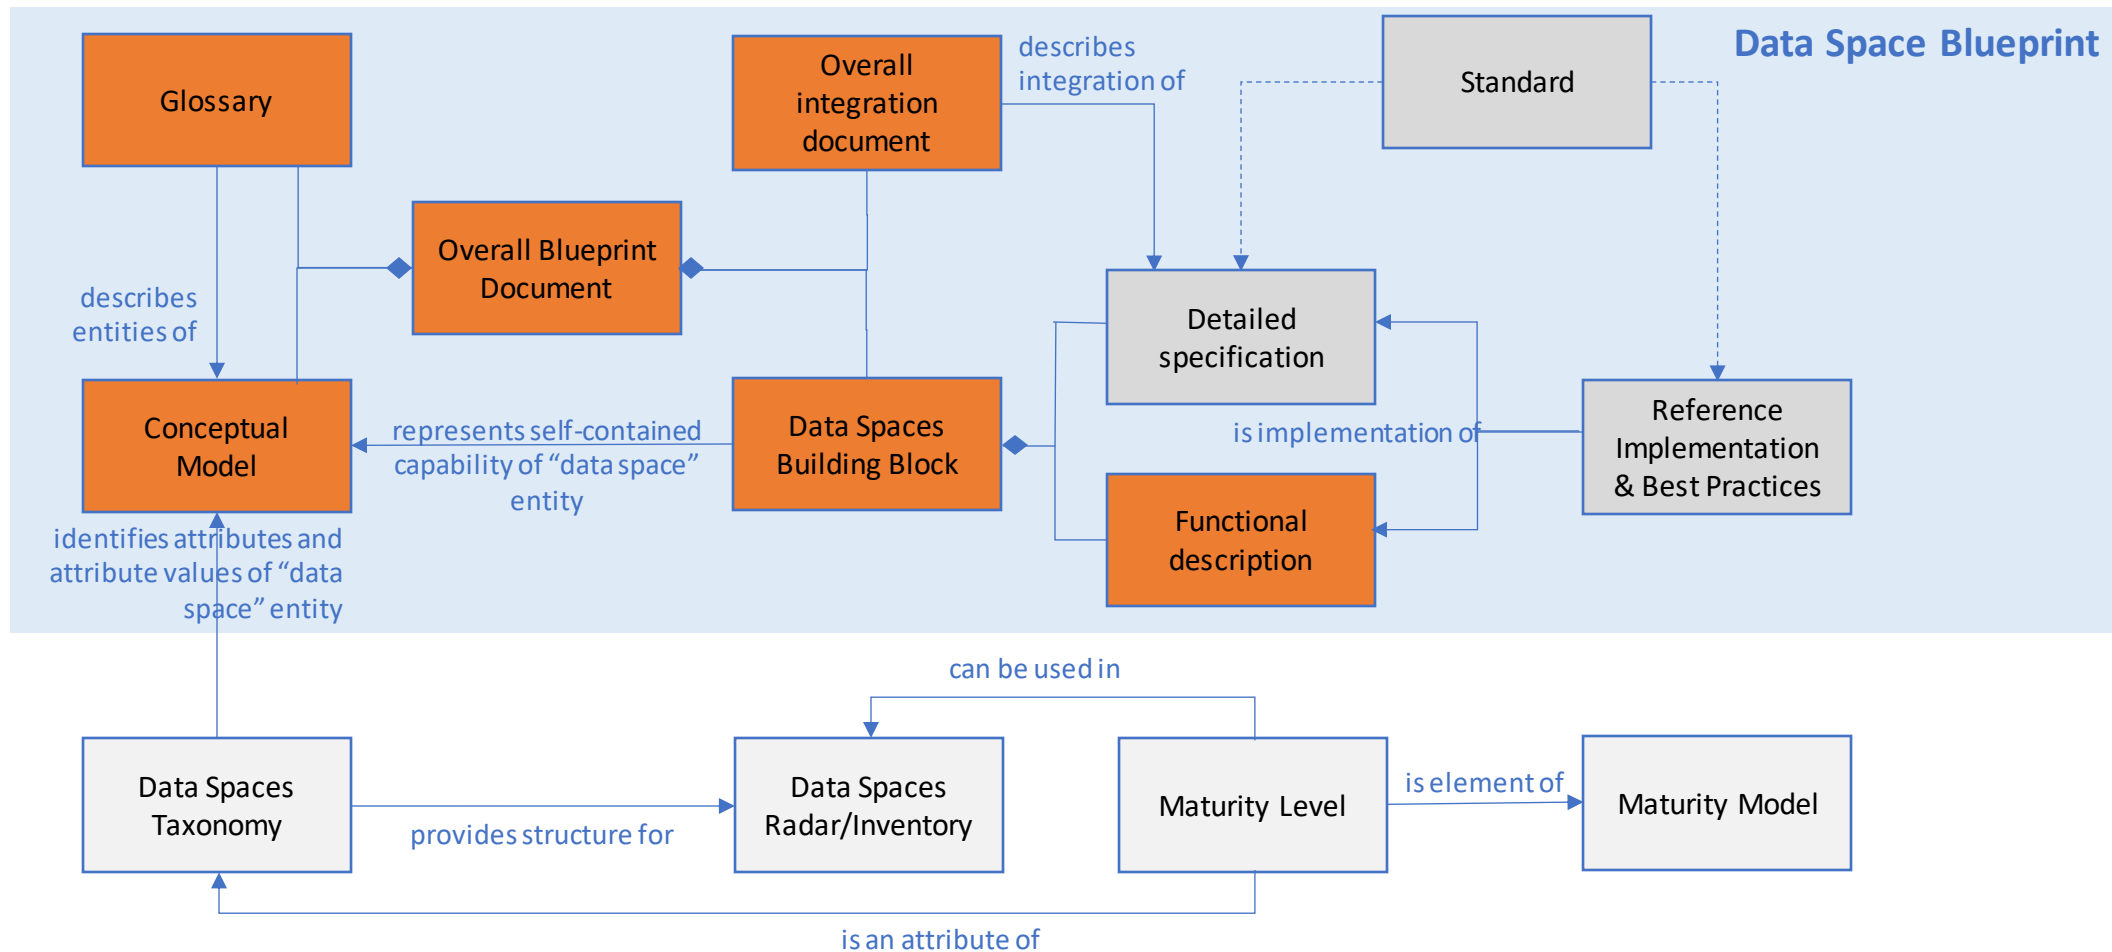 Data Space Blueprint
Glossary
Overall
integration
document
describes
integration of
Standard
Overall Blueprint
Document
describes
entities of
Detailed
specification
Conceptual
Model
represents self-contained
capability of “data space”
entity
Data Spaces
Building Block
is implementation of
Reference
Implementation
& Best Practices
Functional
description
identifies attributes and
attribute values of “data
space” entity
can be used in
Data Spaces
Taxonomy
provides structure for
Data Spaces
Radar/Inventory
Maturity Level
is element of
Maturity Model
is an attribute of